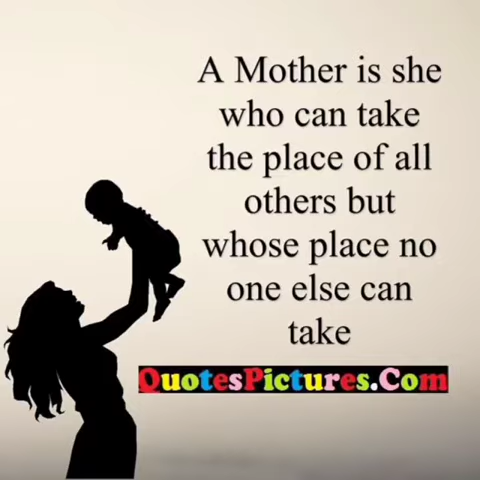 A Mother is she
who can take
the place of all
others but
whose place no
one else can
take
QuotesPictures.Com